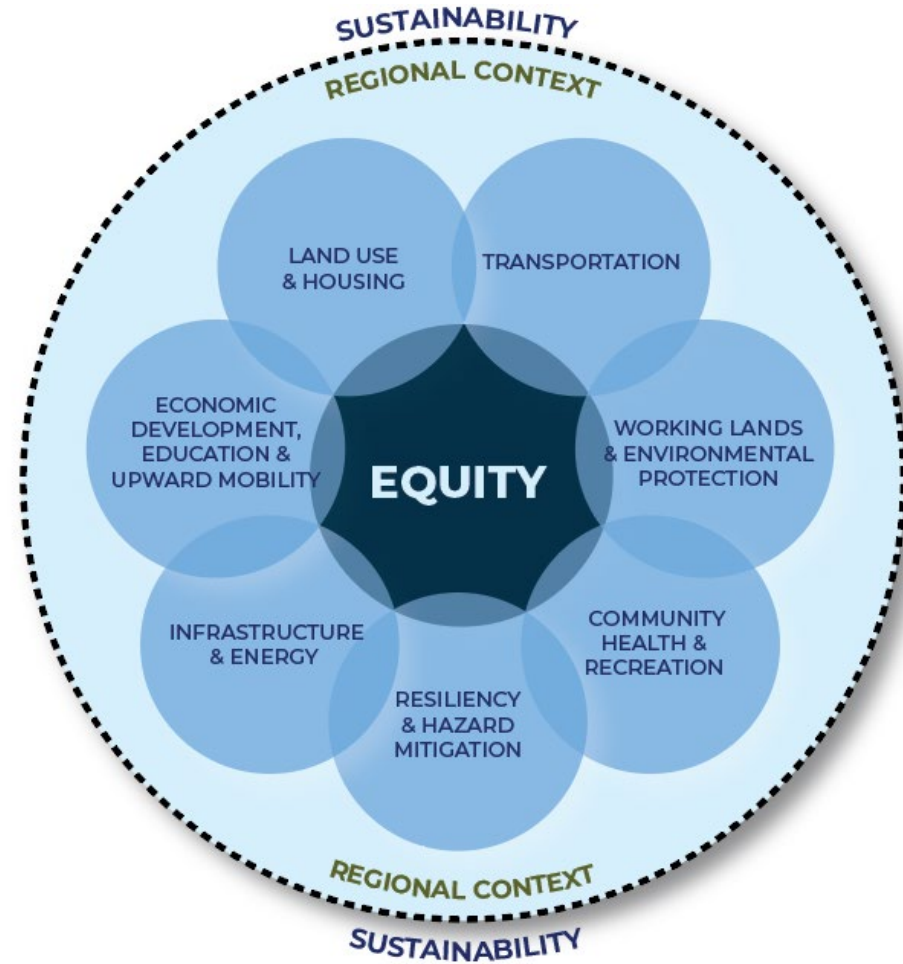 SUSTAINABILITY
REGIONAL CONTEXT
LAND USE
& HOUSING
TRANSPORTATION
ECONOMIC
DEVELOPMENT,
EDUCATION &
UPWARD MOBILITY
EQUITY
WORKING LANDS
& ENVIRONMENTAL
PROTECTION
INFRASTRUCTURE
& ENERGY
RESILIENCY
& HAZARD
MITIGATION
COMMUNITY
HEALTH &
RECREATION
REGIONAL CONTEXT
SUSTAINABILITY